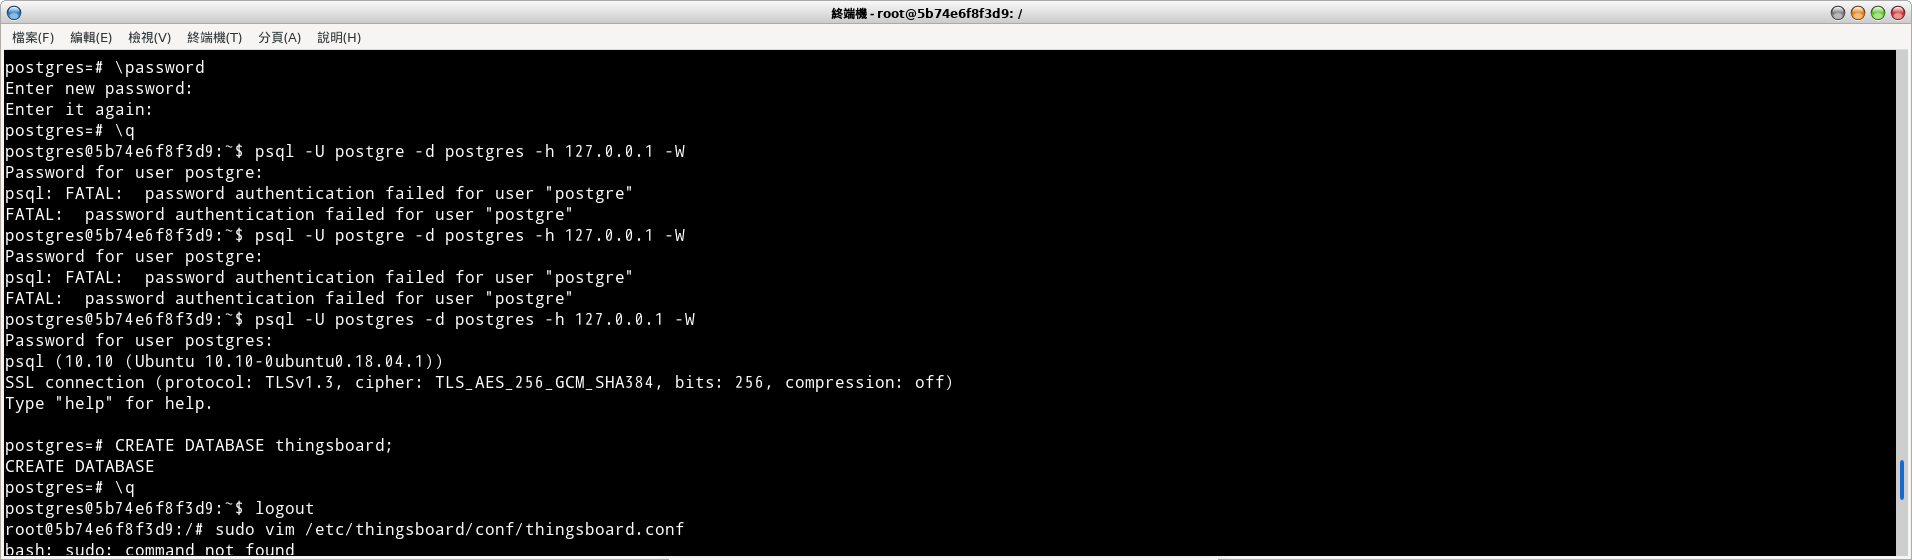 終端機 - root@5b74e6f8f3d9: /
檔案(F) 編輯(E) 檢視(V) 終端機(T) 分頁(A) 說明(H)
postgres=# \password
Enter new password:
Enter it again:
postgres=# \q
postgres@5b74e6f8f3d9:~$ psql -U postgre -d postgres -h 127.0.0.1 -W
Password for user postgre:
psql: FATAL:  password authentication failed for user "postgre"
FATAL:  password authentication failed for user "postgre"
postgres@5b74e6f8f3d9:~$ psql -U postgre -d postgres -h 127.0.0.1 -W
Password for user postgre:
psql: FATAL:  password authentication failed for user "postgre"
FATAL:  password authentication failed for user "postgre"
postgres@5b74e6f8f3d9:~$ psql -U postgres -d postgres -h 127.0.0.1 -W
Password for user postgres:
psql (10.10 (Ubuntu 10.10-0ubuntu0.18.04.1))
SSL connection (protocol: TLSv1.3, cipher: TLS_AES_256_GCM_SHA384, bits: 256, compression: off)
Type "help" for help.
postgres=# CREATE DATABASE thingsboard;
CREATE DATABASE
postgres=# \q
postgres@5b74e6f8f3d9:~$ logout
root@5b74e6f8f3d9:/# sudo vim /etc/thingsboard/conf/thingsboard.conf
bash: sudo: command not found